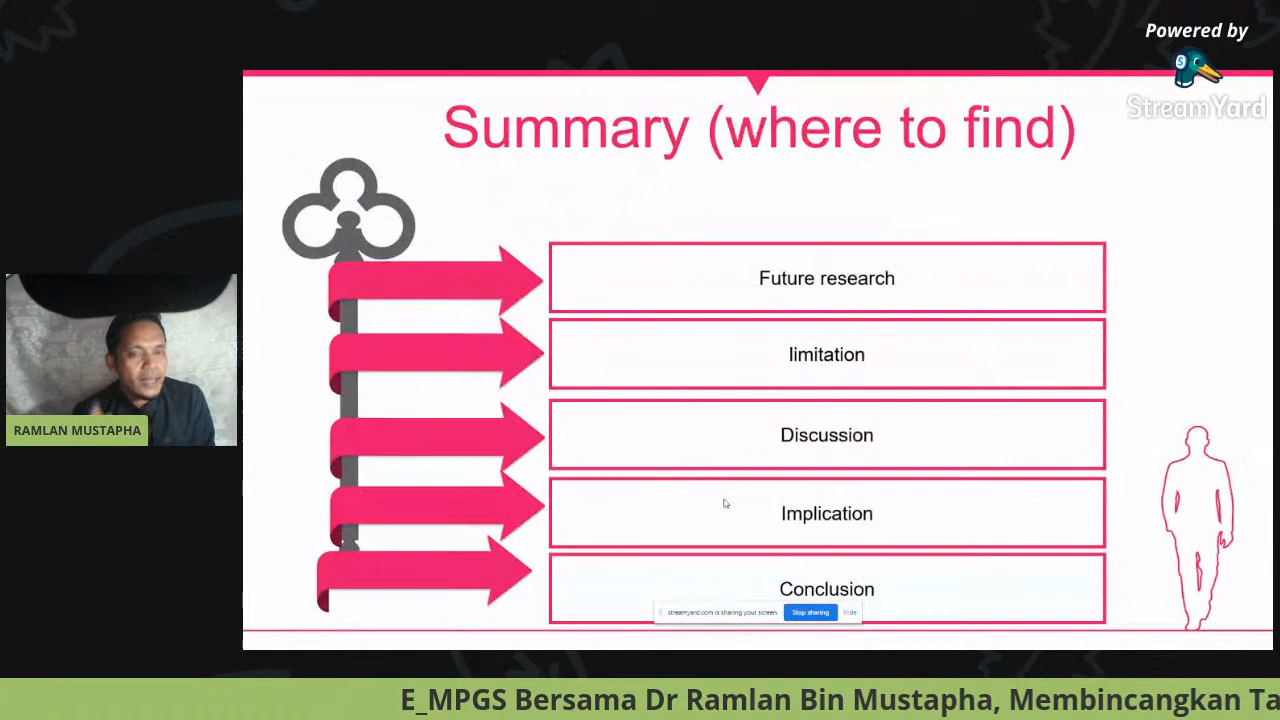 Powered by
StreamYard
Summary (where to find)
Future research
limitation
Discussion
Implication
Conclusion
streamyard.com is sharing your screen.
Stop sharing
Hide
RAMLAN MUSTAPHA
E_MPGS Bersama Dr Ramlan Bin Mustapha, Membincangkan Ta